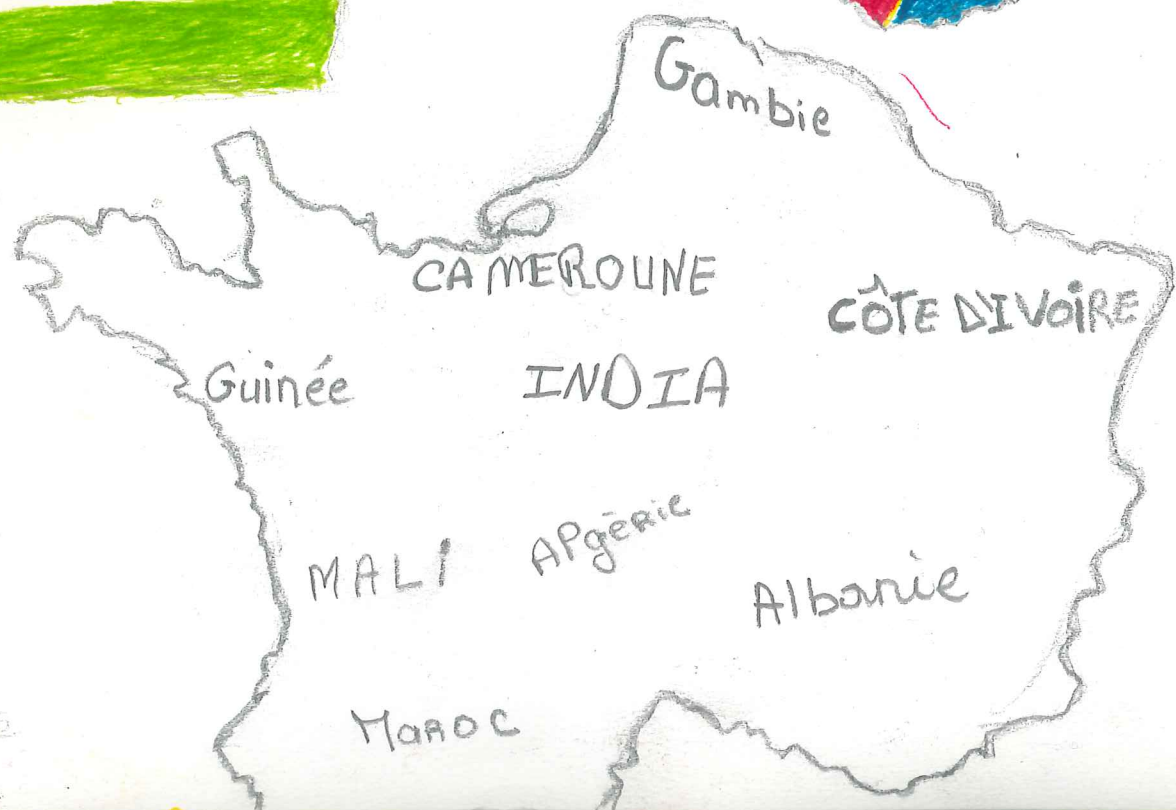 Gambie
CAMEROUNE
CÔTE D'IVOIRE
Guinée
INDIA
MALI
APgérie
Albanie
MAROC